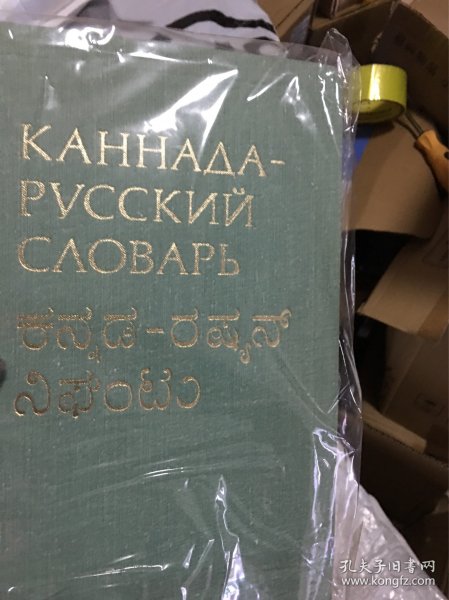 КАННАДА-
РУССКИЙ
СЛОВАРЬ
ಕನ್ನಡ-ರಷ್ಯನ್
ನಿಘಂಟು
孔夫子旧书网
www.kongfz.com